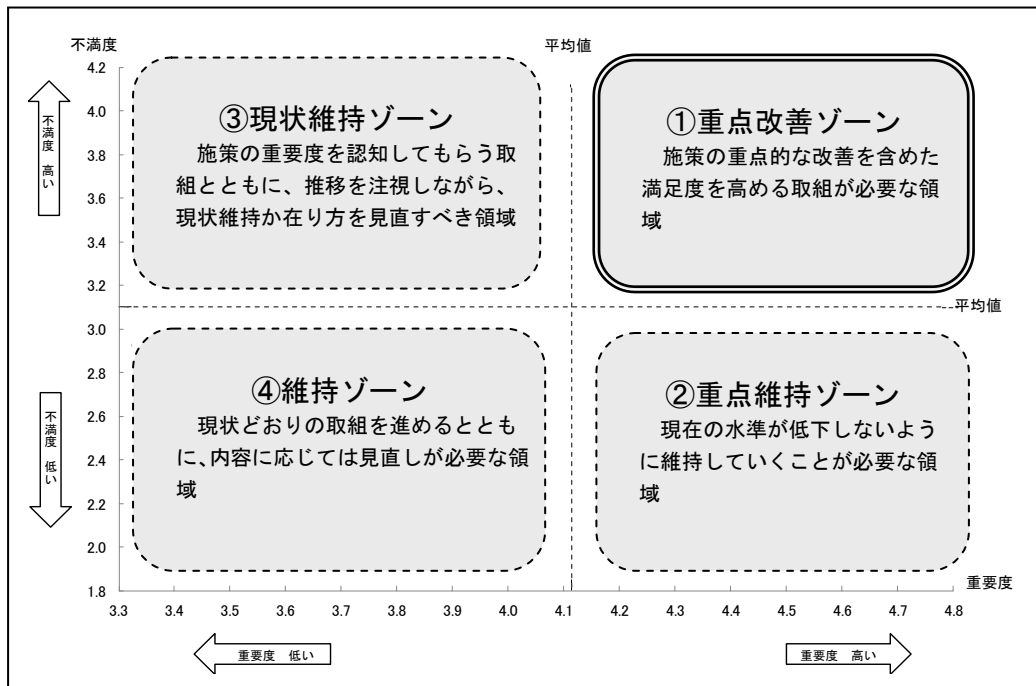 不満度
平均値
4.2
4.0
3.8
3.6
3.4
3.2
3.0
2.8
2.6
2.4
2.2
2.0
1.8
不満度 高い
不満度 低い
③現状維持ゾーン
施策の重要度を認知してもらう取
組とともに、推移を注視しながら、
現状維持か在り方を見直すべき領域
①重点改善ゾーン
施策の重点的な改善を含めた
満足度を高める取組が必要な領
域
平均値
④維持ゾーン
現状どおりの取組を進めるととも
に、内容に応じては見直しが必要な領
域
②重点維持ゾーン
現在の水準が低下しないよう
に維持していくことが必要な領
域
重要度
3.3 3.4 3.5 3.6 3.7 3.8 3.9 4.0 4.1 4.2 4.3 4.4 4.5 4.6 4.7 4.8
重要度 低い
重要度 高い